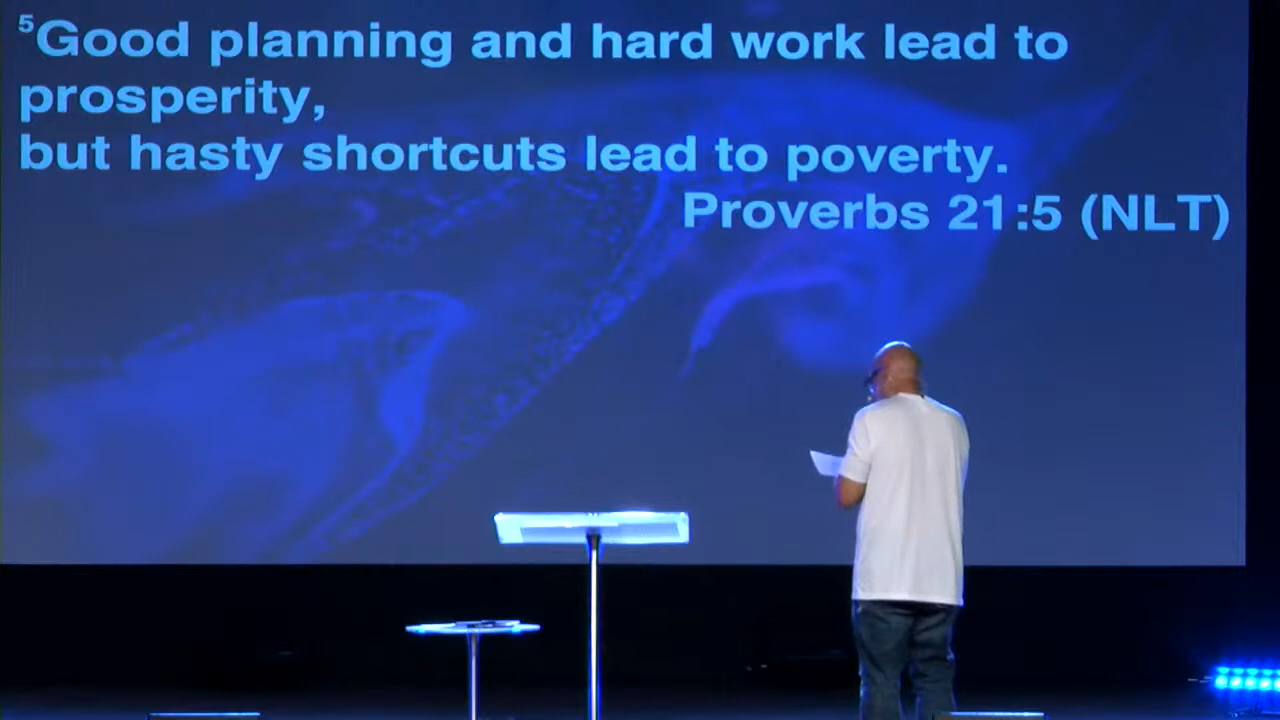 ⁵Good planning and hard work lead to
prosperity,
but hasty shortcuts lead to poverty.
Proverbs 21:5 (NLT)